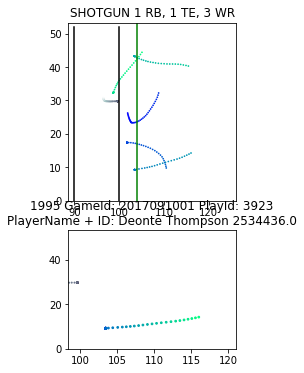 SHOTGUN 1 RB, 1 TE, 3 WR
50
40
30
20
10
0
90 100 110 120
1995 GameId: 2017091001 PlayId: 3923
PlayerName + ID: Deonte Thompson 2534436.0
40
20
0
100 105 110 115 120